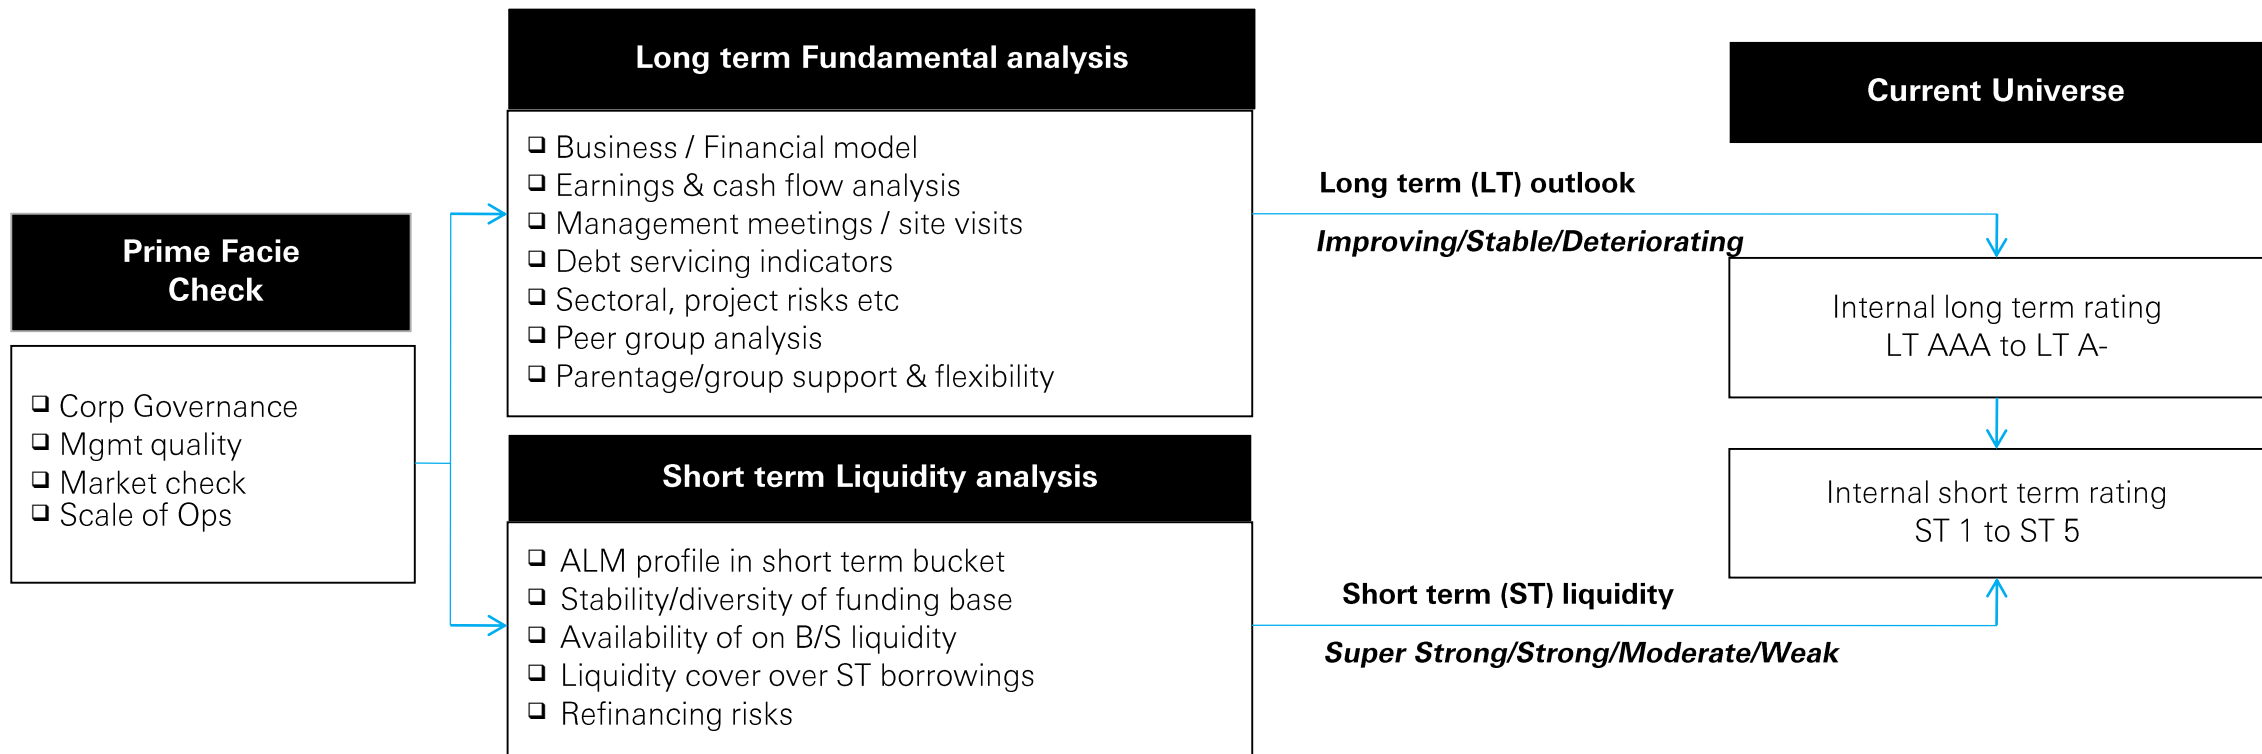 Prime Facie
Check
❑ Corp Governance
❑ Mgmt quality
❑ Market check
❑ Scale of Ops
Long term Fundamental analysis
❑ Business / Financial model
❑ Earnings & cash flow analysis
❑ Management meetings / site visits
❑ Debt servicing indicators
❑ Sectoral, project risks etc
❑ Peer group analysis
❑ Parentage/group support & flexibility
Short term Liquidity analysis
❑ ALM profile in short term bucket
❑ Stability/diversity of funding base
❑ Availability of on B/S liquidity
❑ Liquidity cover over ST borrowings
❑ Refinancing risks
Long term (LT) outlook
Improving/Stable/Deteriorating
Short term (ST) liquidity
Super Strong/Strong/Moderate/Weak
Current Universe
Internal long term rating
LT AAA to LT A-
Internal short term rating
ST 1 to ST 5